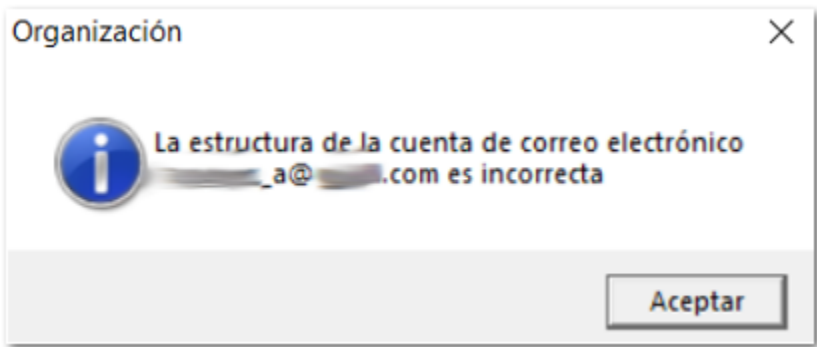 Organización
La estructura de la cuenta de correo electrónico
_a@ .com es incorrecta
Aceptar